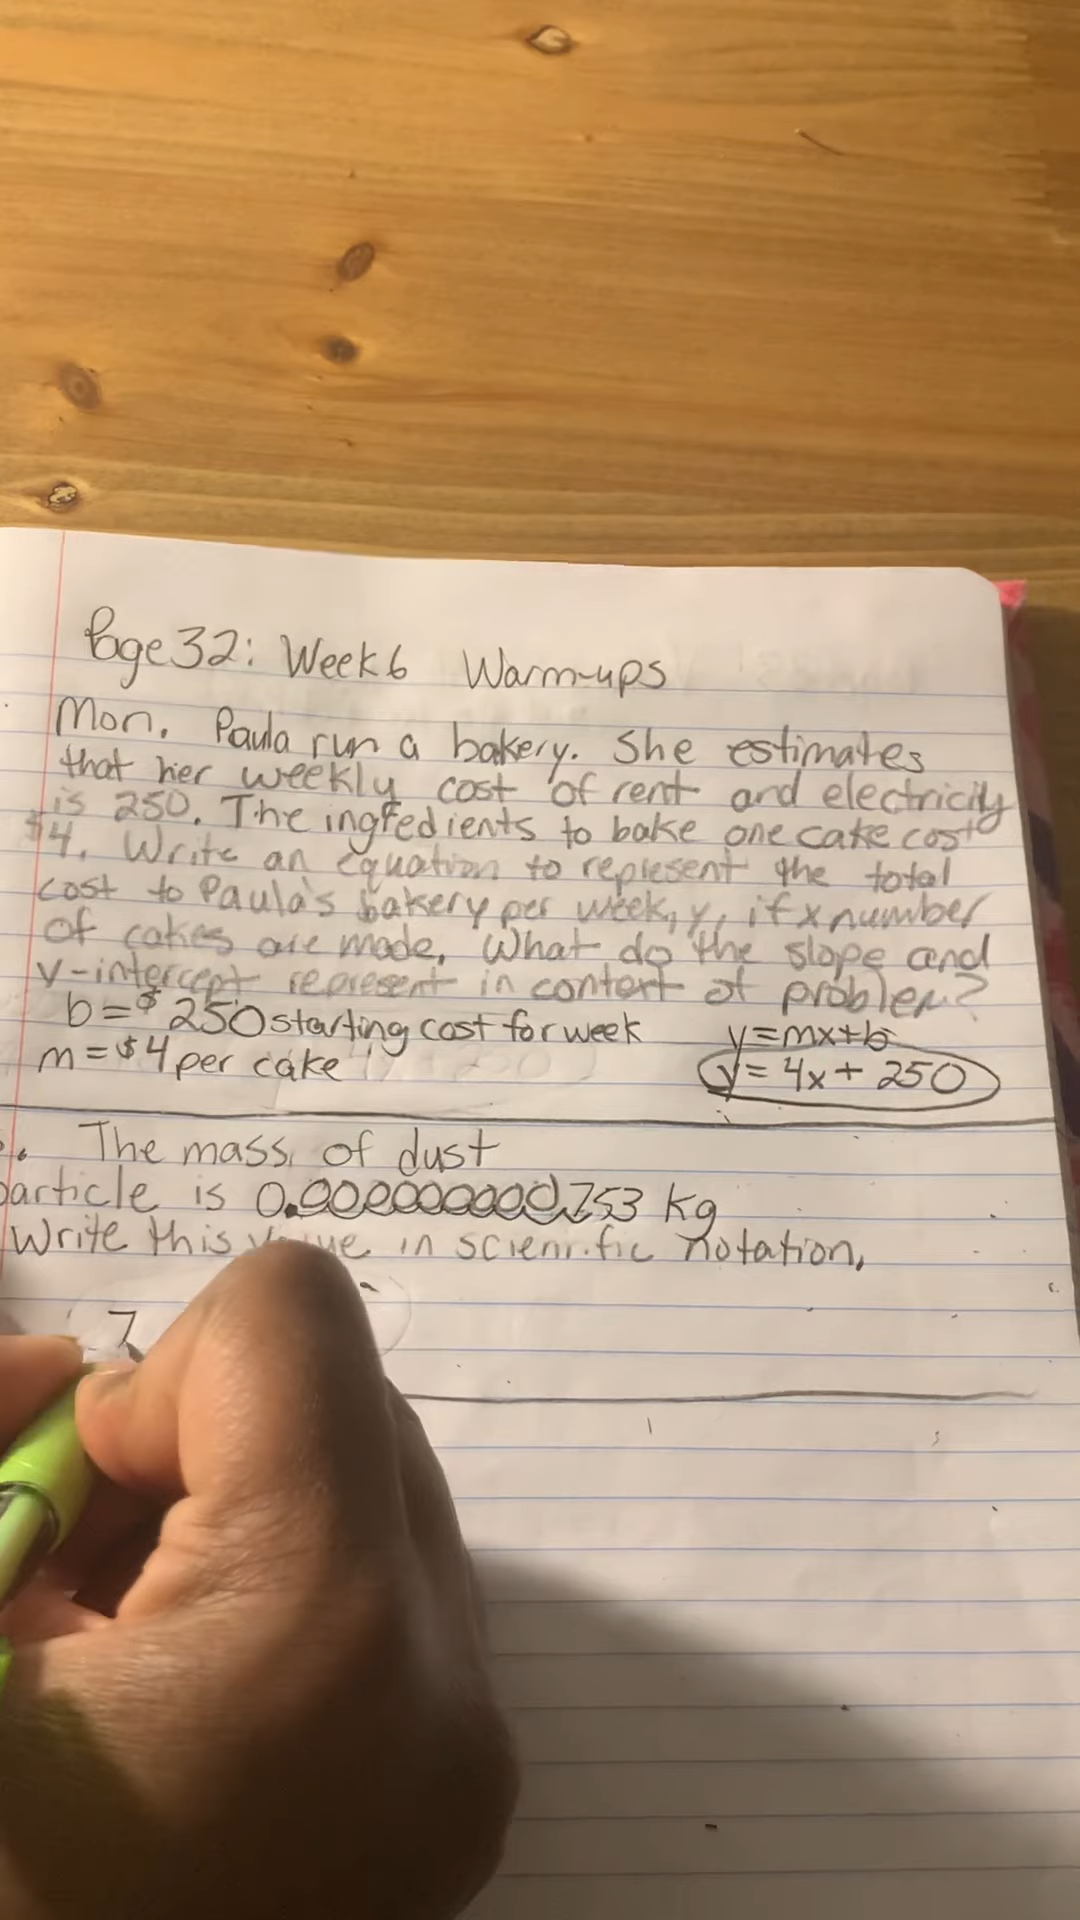 Page 32: Week 6 Warm-ups
Mon. Paula run a bakery. She estimates
that her weekly cost of rent and electricity
is 250. The ingredients to bake one cake cost
$4. Write an equation to represent the total
cost to Paula's bakery per week, y, if x number
of cakes are made. What do the slope and
y-intercept represent in context of problem?
b = $250 starting cost for week
y=mx+b
m = $4 per cake
y = 4x + 250
. The mass of dust
particle is 0.000000000753 kg
Write this in scientific notation.
7